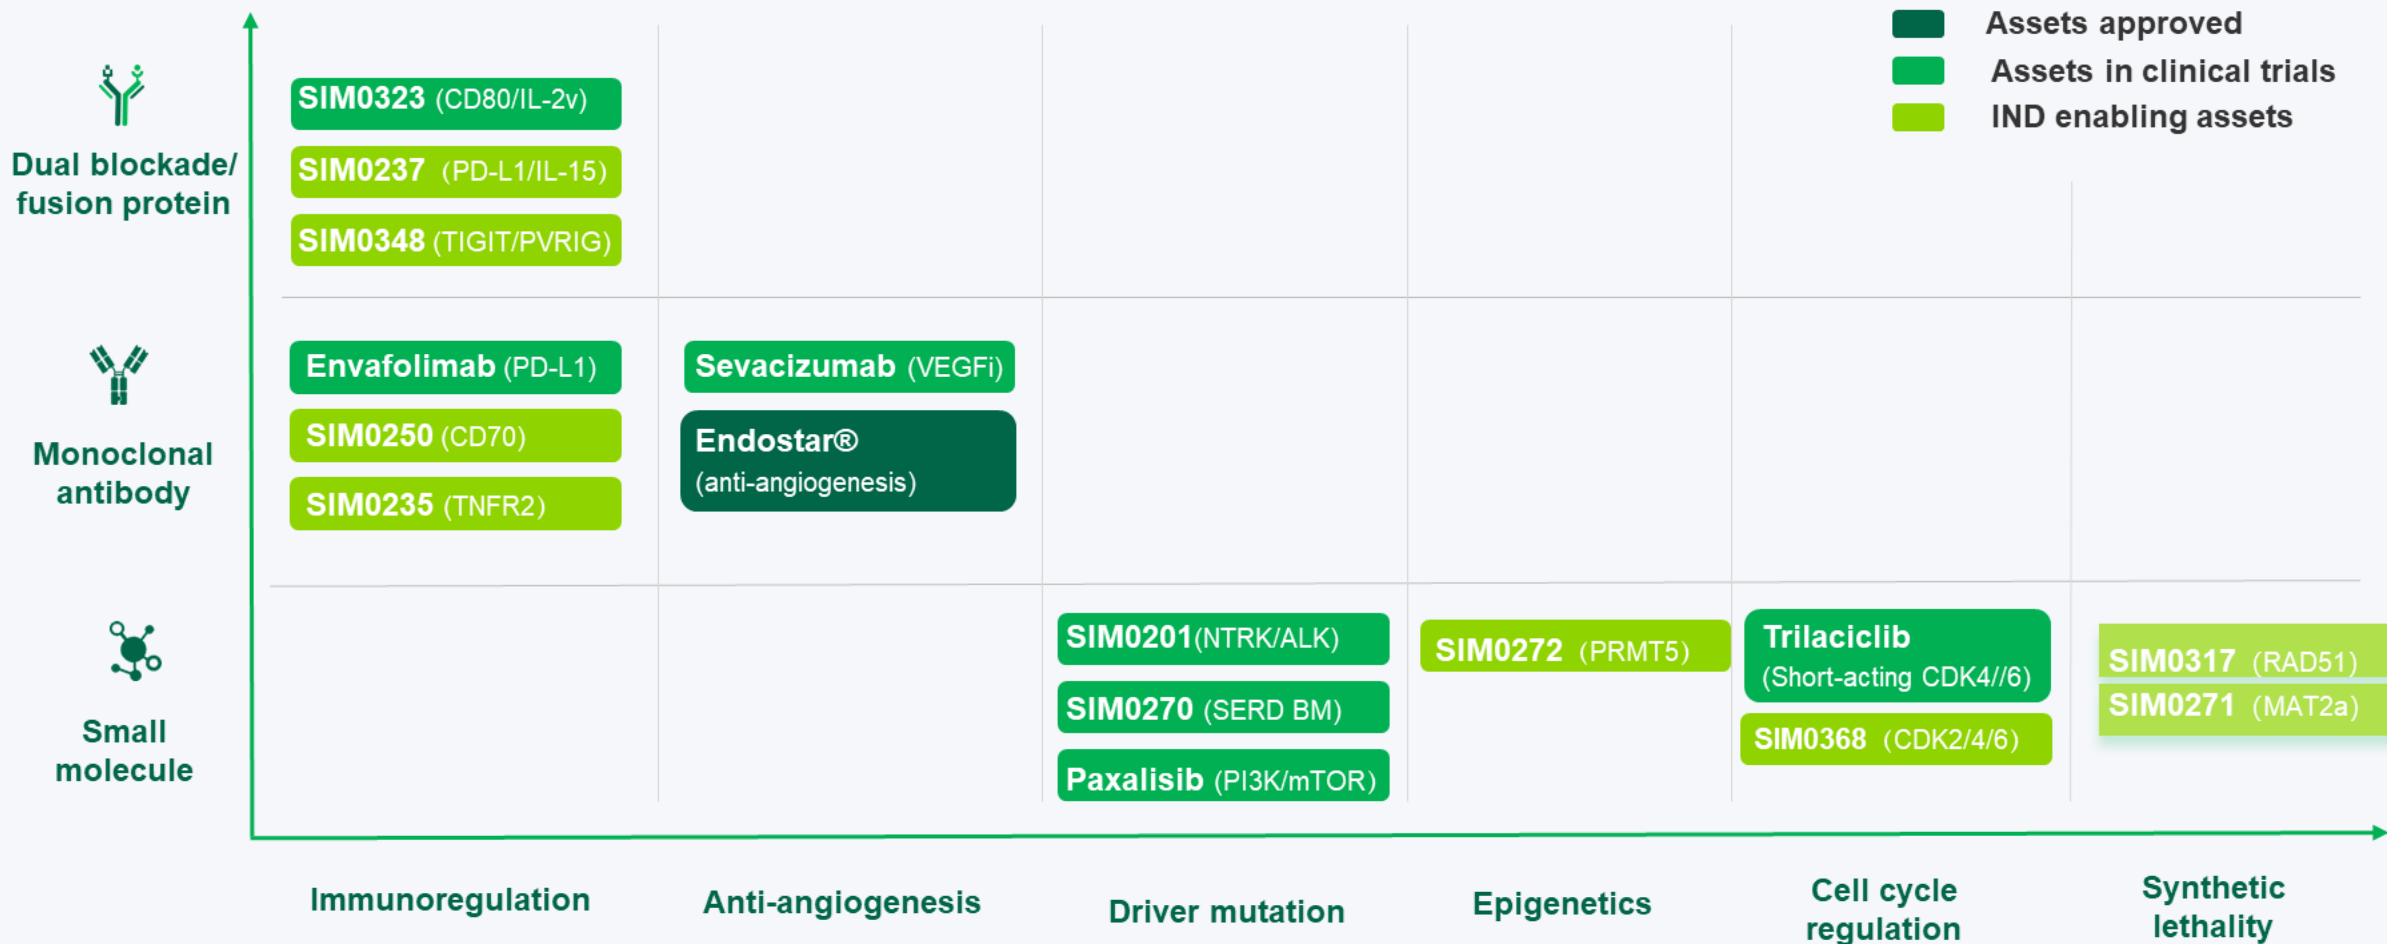 Assets approved
Assets in clinical trials
IND enabling assets
Dual blockade/
fusion protein
SIM0323 (CD80/IL-2v)
SIM0237 (PD-L1/IL-15)
SIM0348 (TIGIT/PVRIG)
Monoclonal
antibody
Envafolimab (PD-L1)
SIM0250 (CD70)
SIM0235 (TNFR2)
Sevacizumab (VEGFi)
Endostar®
(anti-angiogenesis)
Small
molecule
SIM0201(NTRK/ALK)
SIM0270 (SERD BM)
Paxalisib (PI3K/mTOR)
SIM0272 (PRMT5)
Trilaciclib
(Short-acting CDK4//6)
SIM0368 (CDK2/4/6)
SIM0317 (RAD51)
SIM0271 (MAT2a)
Immunoregulation
Anti-angiogenesis
Driver mutation
Epigenetics
Cell cycle
regulation
Synthetic
lethality